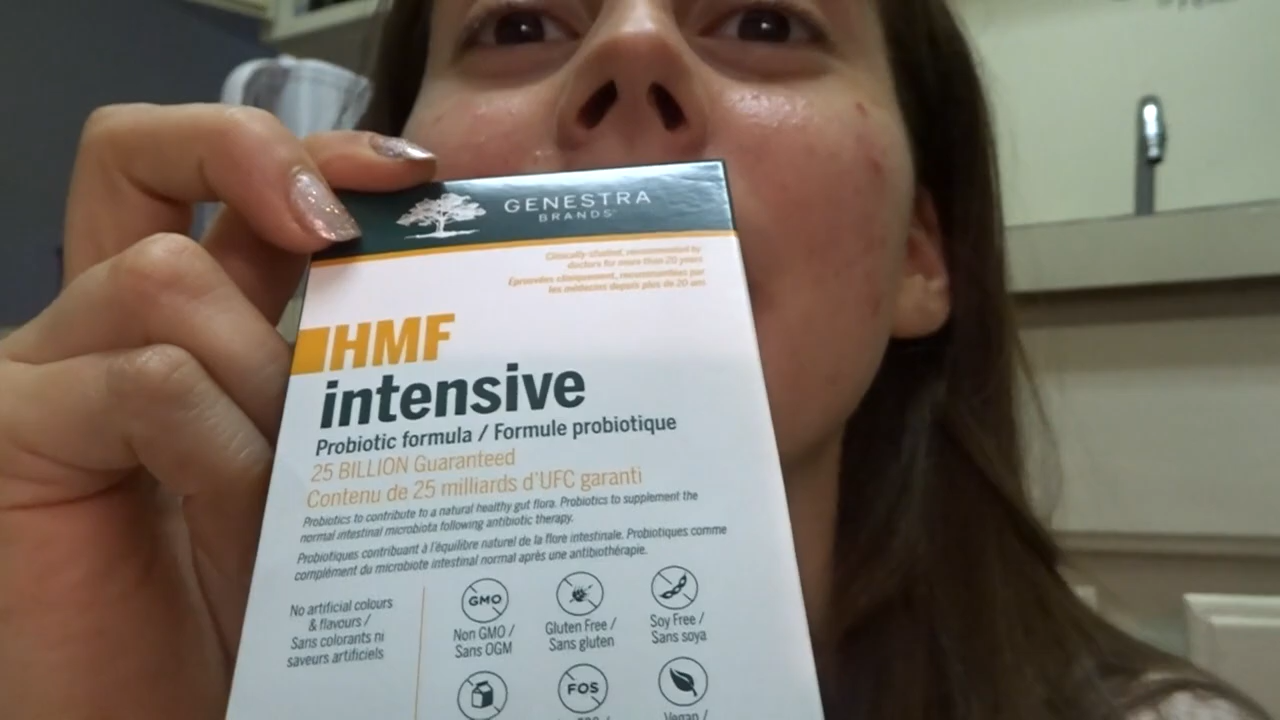 GENESTRA
BRANDS
Clinically-studied, recommended by
doctors for more than 20 years
Éprouvées cliniquement, recommandées par
les médecins depuis plus de 20 ans
HMF
intensive
Probiotic formula / Formule probiotique
25 BILLION Guaranteed
Contenu de 25 milliards d'UFC garanti
Probiotics to contribute to a natural healthy gut flora. Probiotics to supplement the
normal intestinal microbiota following antibiotic therapy.
Probiotiques contribuant à l'équilibre naturel de la flore intestinale. Probiotiques comme
complément du microbiote intestinal normal après une antibiothérapie.
No artificial colours
& flavours /
Sans colorants ni
saveurs artificiels
GMO
Non GMO /
Sans OGM
Gluten Free /
Sans gluten
Soy Free /
Sans soya
FOS
Vegan /